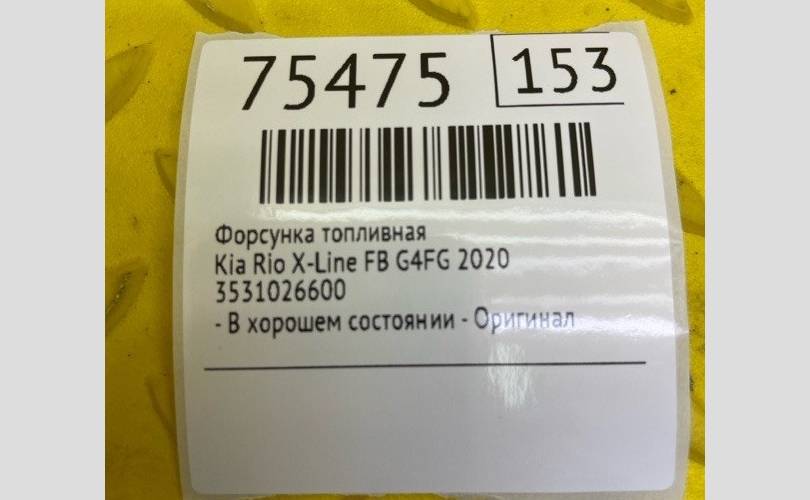 75475 153
Форсунка топливная
Kia Rio X-Line FB G4FG 2020
3531026600
- В хорошем состоянии - Оригинал